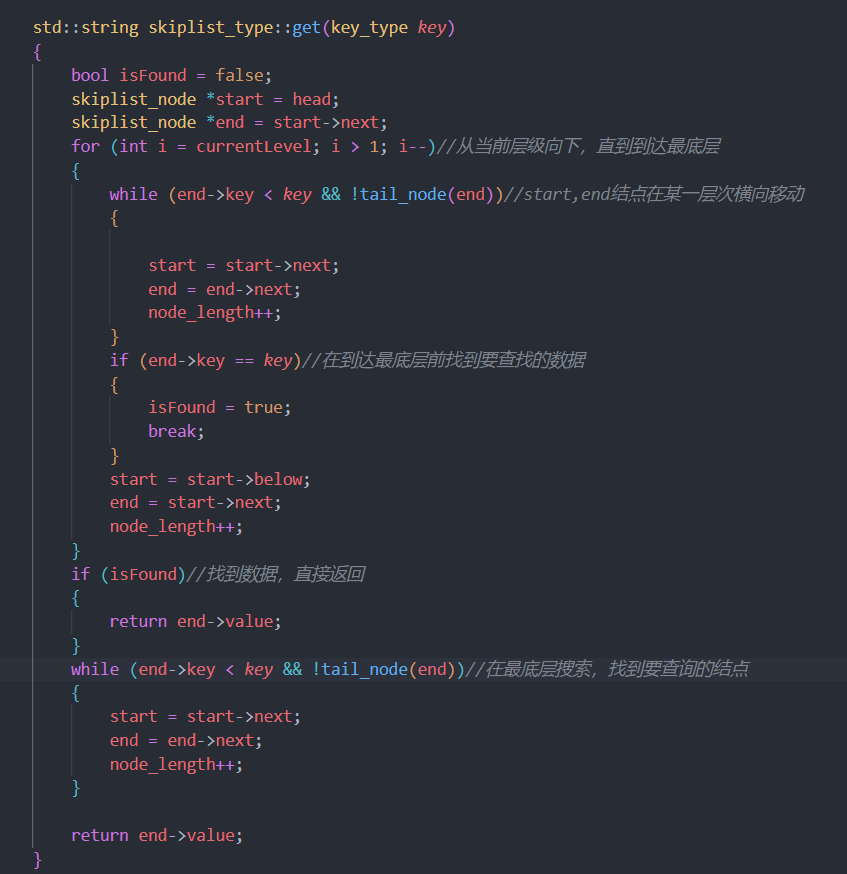 std::string skiplist_type::get(key_type key)
{
    bool isFound = false;
    skiplist_node *start = head;
    skiplist_node *end = start->next;
    for (int i = currentLevel; i > 1; i--)//从当前层级向下，直到到达最底层
    {
        while (end->key < key && !tail_node(end))//start,end结点在某一层次横向移动
        {
            start = start->next;
            end = end->next;
            node_length++;
        }
        if (end->key == key)//在到达最底层前找到要查找的数据
        {
            isFound = true;
            break;
        }
        start = start->below;
        end = start->next;
        node_length++;
    }
    if (isFound)//找到数据，直接返回
    {
        return end->value;
    }
    while (end->key < key && !tail_node(end))//在最底层搜索，找到要查询的结点
    {
        start = start->next;
        end = end->next;
        node_length++;
    }
    return end->value;
}